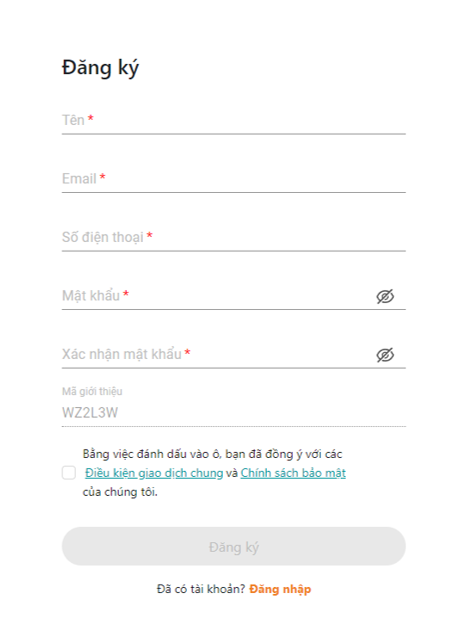 Đăng ký
Tên *
Email *
Số điện thoại *
Mật khẩu *
Xác nhận mật khẩu *
Mã giới thiệu
WZ2L3W
Bằng việc đánh dấu vào ô, bạn đã đồng ý với các
Điều kiện giao dịch chung và Chính sách bảo mật
của chúng tôi.
Đăng ký
Đã có tài khoản? Đăng nhập